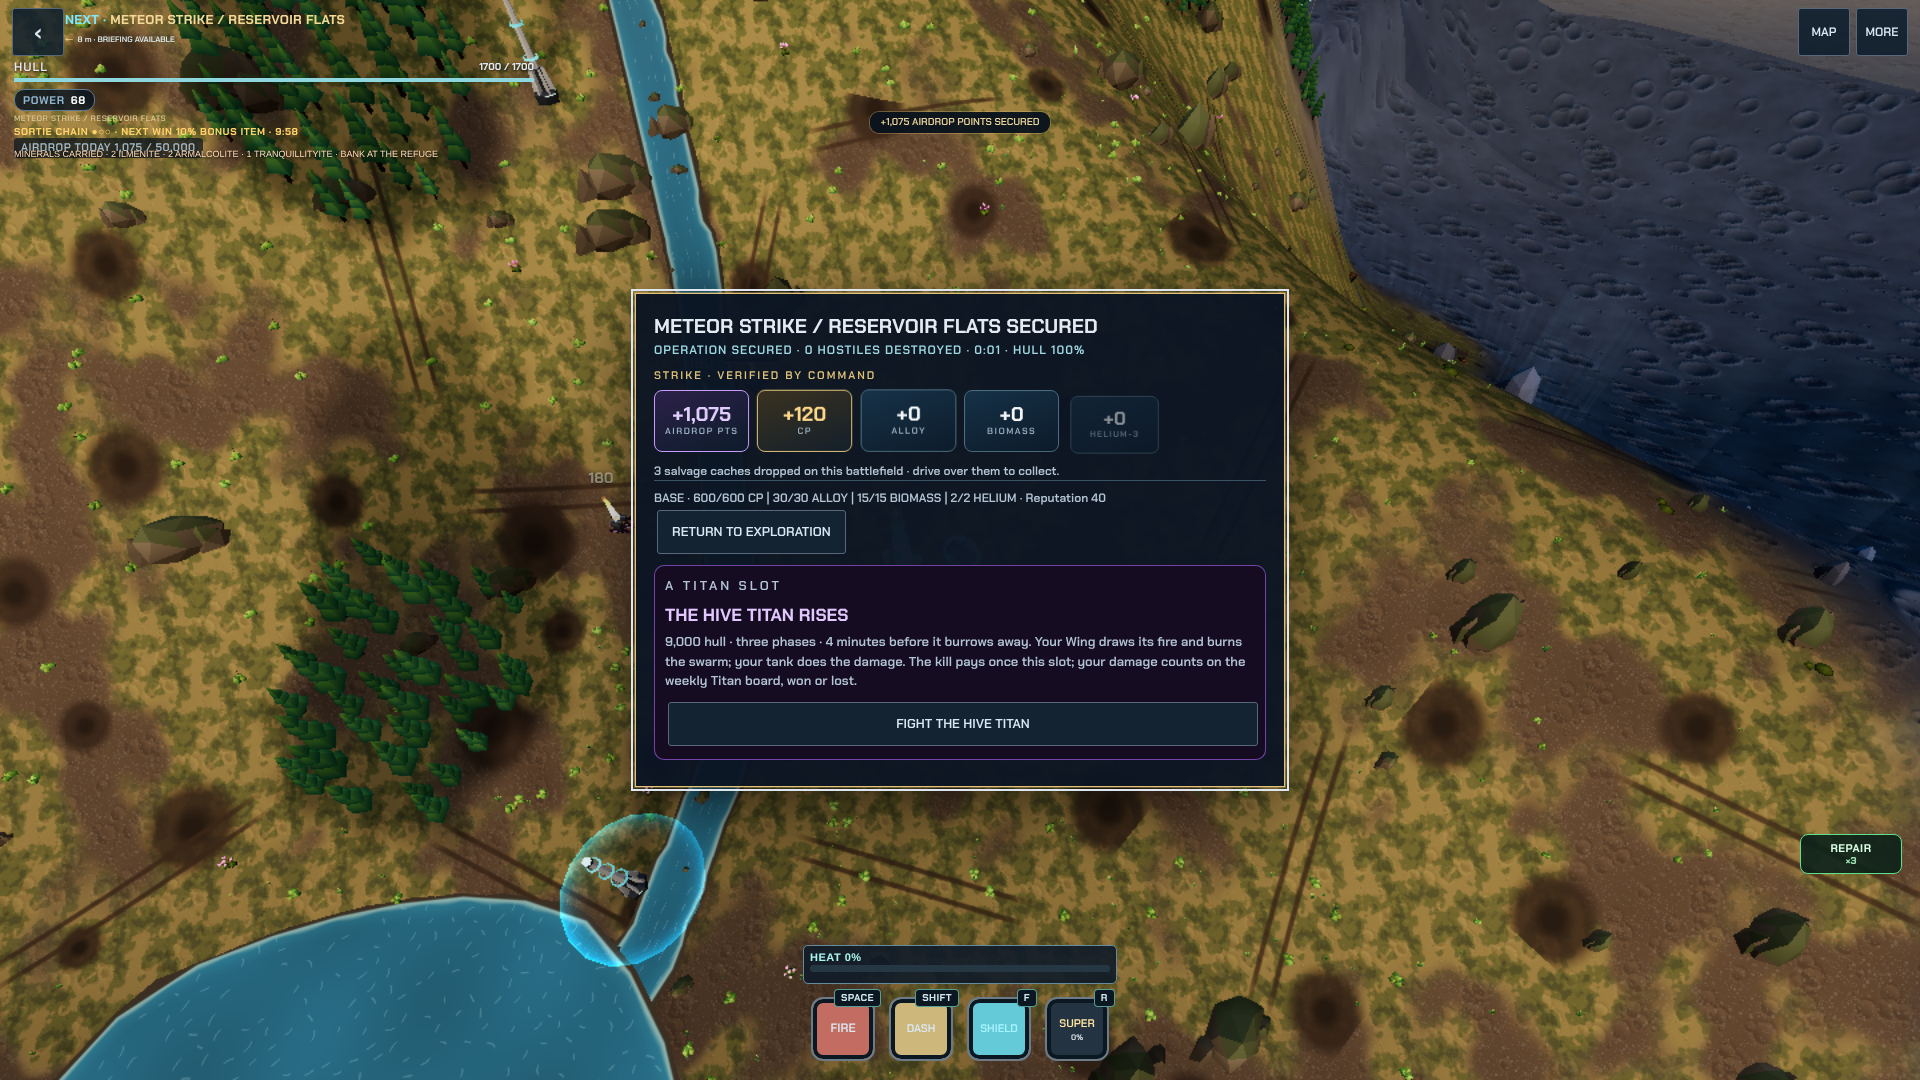 ‹
NEXT · METEOR STRIKE / RESERVOIR FLATS
← 8 m · BRIEFING AVAILABLE
HULL
1700 / 1700
POWER 68
METEOR STRIKE / RESERVOIR FLATS
SORTIE CHAIN ●○○ · NEXT WIN 10% BONUS ITEM · 9:58
AIRDROP TODAY 1,075 / 50,000
MINERALS CARRIED · 2 ILMENITE · 2 ARMALCOLITE · 1 TRANQUILLITYITE · BANK AT THE REFUGE
MAP
MORE
+1,075 AIRDROP POINTS SECURED
180
METEOR STRIKE / RESERVOIR FLATS SECURED
OPERATION SECURED · 0 HOSTILES DESTROYED · 0:01 · HULL 100%
STRIKE · VERIFIED BY COMMAND
+1,075
AIRDROP PTS
+120
CP
+0
ALLOY
+0
BIOMASS
+0
HELIUM-3
3 salvage caches dropped on this battlefield · drive over them to collect.
BASE · 600/600 CP | 30/30 ALLOY | 15/15 BIOMASS | 2/2 HELIUM · Reputation 40
RETURN TO EXPLORATION
A TITAN SLOT
THE HIVE TITAN RISES
9,000 hull · three phases · 4 minutes before it burrows away. Your Wing draws its fire and burns
the swarm; your tank does the damage. The kill pays once this slot; your damage counts on the
weekly Titan board, won or lost.
FIGHT THE HIVE TITAN
REPAIR
×3
HEAT 0%
SPACE
FIRE
SHIFT
DASH
F
SHIELD
R
SUPER
0%